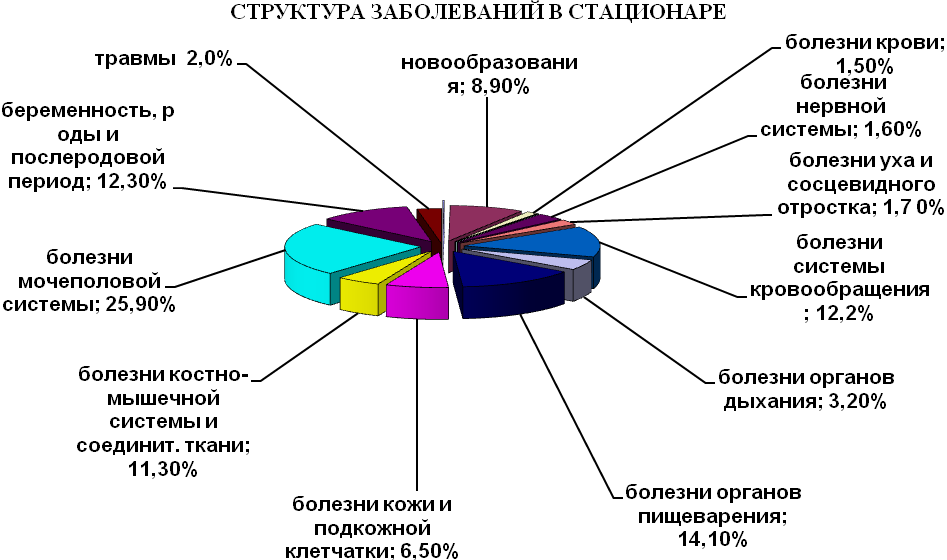 СТРУКТУРА ЗАБОЛЕВАНИЙ В СТАЦИОНАРЕ
травмы 2,0%
новообразовани
я; 8,90%
болезни крови;
1,50%
болезни
нервной
системы; 1,60%
болезни уха и
сосцевидного
отростка; 1,7 0%
болезни
системы
кровообращения
; 12,2%
болезни органов
дыхания; 3,20%
болезни органов
пищеварения;
14,10%
болезни кожи и
подкожной
клетчатки; 6,50%
болезни костно-
мышечной
системы и
соединит. ткани;
11,30%
болезни
мочеполовой
системы; 25,90%
беременность, р
оды и
послеродовой
период; 12,30%